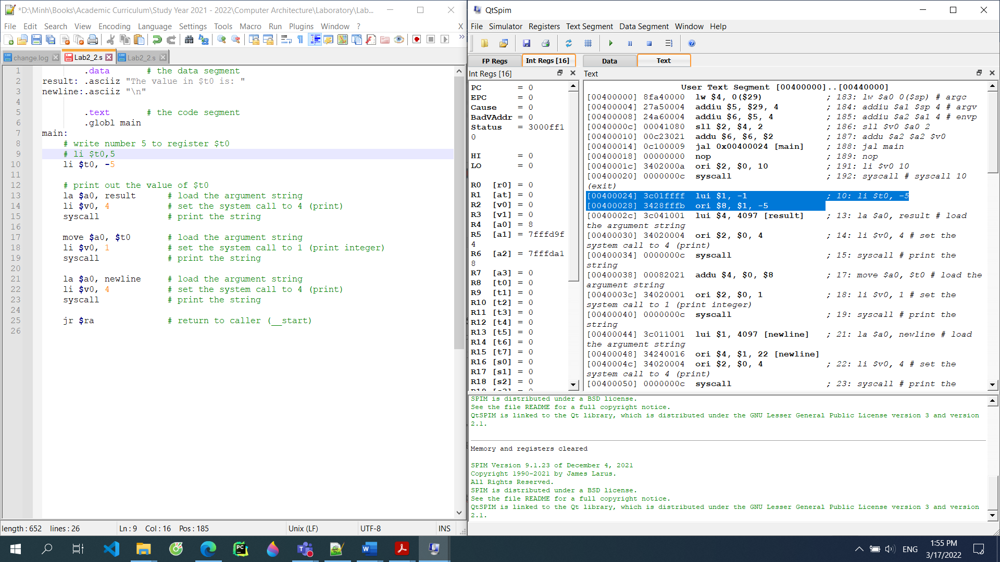 *D:\Minh\Books\Academic Curriculum\Study Year 2021 - 2022\Computer Architecture\Laboratory\Lab...
File Edit Search View Encoding Language Settings Tools Macro Run Plugins Window ? X
change.log Lab2_2.s Lab2_2.s
1 .data # the data segment
2 result: .asciiz "The value in $t0 is: "
3 newline:.asciiz "\n"
4
5 .text # the code segment
6 .globl main
7 main:
8 # write number 5 to register $t0
9 # li $t0,5
10 li $t0, -5
11
12 # print out the value of $t0
13 la $a0, result # load the argument string
14 li $v0, 4 # set the system call to 4 (print)
15 syscall # print the string
16
17 move $a0, $t0 # load the argument string
18 li $v0, 1 # set the system call to 1 (print integer)
19 syscall # print the string
20
21 la $a0, newline # load the argument string
22 li $v0, 4 # set the system call to 4 (print)
23 syscall # print the string
24
25 jr $ra # return to caller (__start)
26
length : 652 lines : 26 Ln : 9 Col : 16 Pos : 185 Unix (LF) UTF-8 INS
QtSpim
File Simulator Registers Text Segment Data Segment Window Help
FP Regs Int Regs [16]
Int Regs [16]
PC = 0
EPC = 0
Cause = 0
BadVAddr = 0
Status = 3000ff1
0
HI = 0
LO = 0
R0 [r0] = 0
R1 [at] = 0
R2 [v0] = 0
R3 [v1] = 0
R4 [a0] = 8
R5 [a1] = 7fffd9f
4
R6 [a2] = 7fffda1
8
R7 [a3] = 0
R8 [t0] = 0
R9 [t1] = 0
R10 [t2] = 0
R11 [t3] = 0
R12 [t4] = 0
R13 [t5] = 0
R14 [t6] = 0
R15 [t7] = 0
R16 [s0] = 0
R17 [s1] = 0
R18 [s2] = 0
Data Text
Text
User Text Segment [00400000]..[00440000]
[00400000] 8fa40000 lw $4, 0($29) ; 183: lw $a0 0($sp) # argc
[00400004] 27a50004 addiu $5, $29, 4 ; 184: addiu $a1 $sp 4 # argv
[00400008] 24a60004 addiu $6, $5, 4 ; 185: addiu $a2 $a1 4 # envp
[0040000c] 00041080 sll $2, $4, 2 ; 186: sll $v0 $a0 2
[00400010] 00c23021 addu $6, $6, $2 ; 187: addu $a2 $a2 $v0
[00400014] 0c100009 jal 0x00400024 [main] ; 188: jal main
[00400018] 00000000 nop ; 189: nop
[0040001c] 3402000a ori $2, $0, 10 ; 191: li $v0 10
[00400020] 0000000c syscall ; 192: syscall # syscall 10
(exit)
[00400024] 3c01ffff lui $1, -1 ; 10: li $t0, -5
[00400028] 3428fffb ori $8, $1, -5
[0040002c] 3c041001 lui $4, 4097 [result] ; 13: la $a0, result # load
the argument string
[00400030] 34020004 ori $2, $0, 4 ; 14: li $v0, 4 # set the
system call to 4 (print)
[00400034] 0000000c syscall ; 15: syscall # print the
string
[00400038] 00082021 addu $4, $0, $8 ; 17: move $a0, $t0 # load the
argument string
[0040003c] 34020001 ori $2, $0, 1 ; 18: li $v0, 1 # set the
system call to 1 (print integer)
[00400040] 0000000c syscall ; 19: syscall # print the
string
[00400044] 3c011001 lui $1, 4097 [newline] ; 21: la $a0, newline # load
the argument string
[00400048] 34240016 ori $4, $1, 22 [newline]
[0040004c] 34020004 ori $2, $0, 4 ; 22: li $v0, 4 # set the
system call to 4 (print)
[00400050] 0000000c syscall ; 23: syscall # print the
SPIM is distributed under a BSD license.
See the file README for a full copyright notice.
QtSPIM is linked to the Qt library, which is distributed under the GNU Lesser General Public License version 3 and version
2.1.
Memory and registers cleared
SPIM Version 9.1.23 of December 4, 2021
Copyright 1990-2021 by James Larus.
All Rights Reserved.
SPIM is distributed under a BSD license.
See the file README for a full copyright notice.
QtSPIM is linked to the Qt library, which is distributed under the GNU Lesser General Public License version 3 and version
2.1.
ENG
1:55 PM
3/17/2022